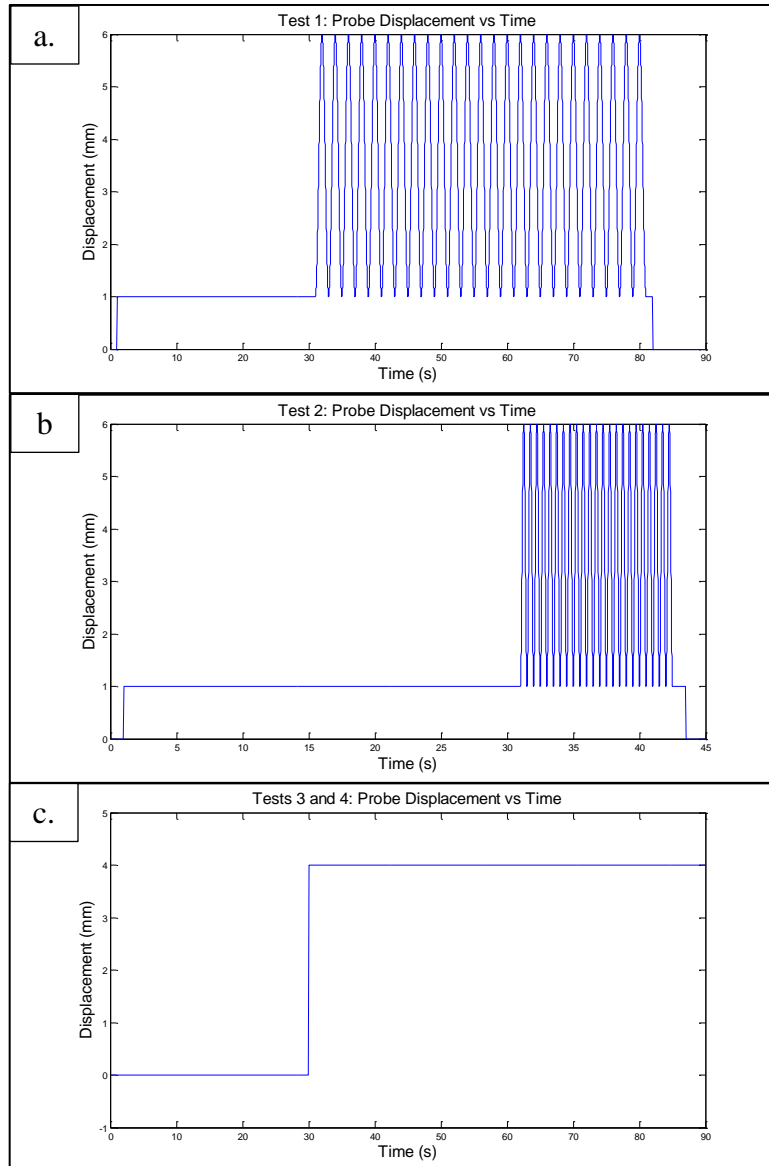 a.
Test 1: Probe Displacement vs Time
Displacement (mm)
6
5
4
3
2
1
0
0 10 20 30 40 50 60 70 80 90
Time (s)
b
Test 2: Probe Displacement vs Time
Displacement (mm)
6
5
4
3
2
1
0
0 5 10 15 20 25 30 35 40 45
Time (s)
c.
Tests 3 and 4: Probe Displacement vs Time
Displacement (mm)
5
4
3
2
1
0
-1
0 10 20 30 40 50 60 70 80 90
Time (s)